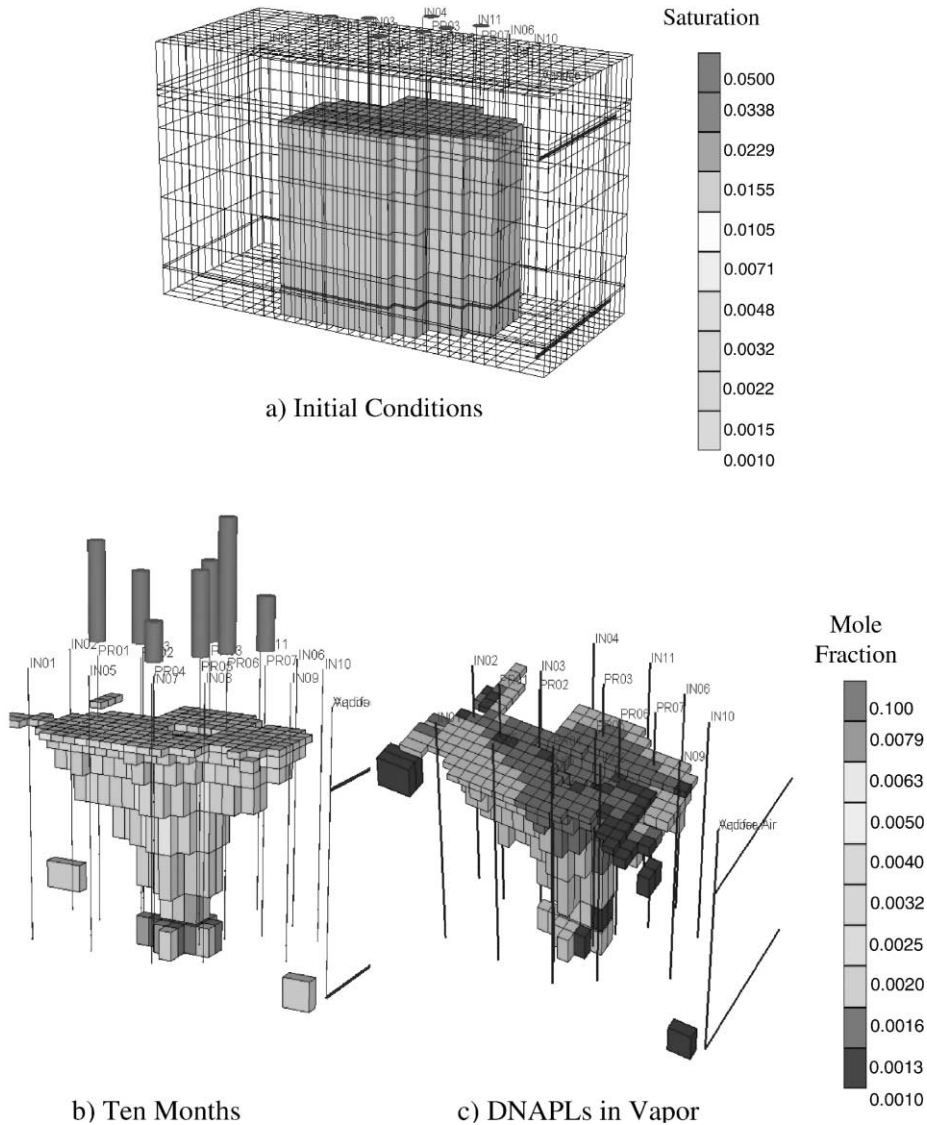 Saturation
IN04
IN03
IN11
PR03
PR07
IN06
IN10
0.0500
0.0338
0.0229
0.0155
0.0105
0.0071
0.0048
0.0032
0.0022
0.0015
0.0010
a) Initial Conditions
IN01
IN02
PR01
IN05
PR04
IN07
PR05
IN08
PR06
PR07
IN06
IN09
IN10
IN04
IN02
IN03
IN11
PR02
PR03
IN06
PR06
PR07
IN10
IN09
Air
Mole
Fraction
0.100
0.0079
0.0063
0.0050
0.0040
0.0032
0.0025
0.0020
0.0016
0.0013
0.0010
b) Ten Months
c) DNAPLs in Vapor